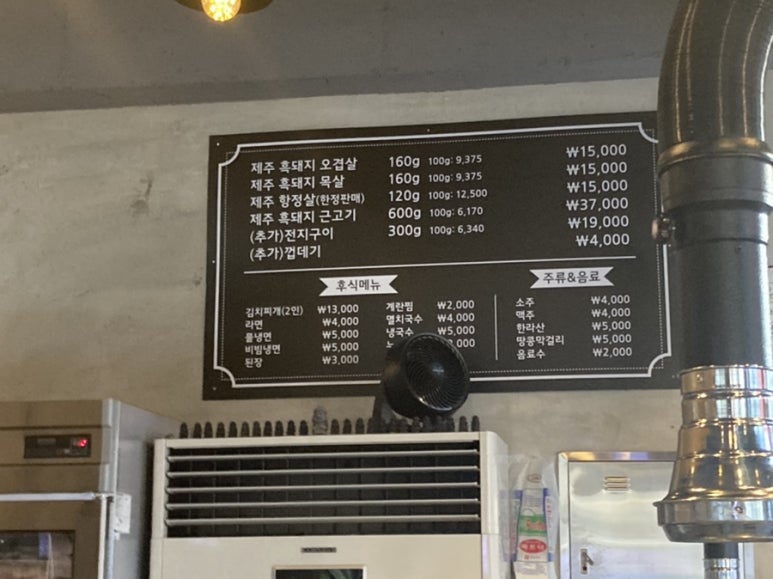 제주 흑돼지 오겹살 160g 100g: 9,375 ₩15,000
제주 흑돼지 목살 160g 100g: 9,375 ₩15,000
제주 항정살(한정판매) 120g 100g: 12,500 ₩15,000
제주 흑돼지 근고기 600g 100g: 6,170 ₩37,000
(추가)전지구이 300g 100g: 6,340 ₩19,000
(추가)껍데기 ₩4,000
후식메뉴
김치찌개(2인) ₩13,000
라면 ₩4,000
물냉면 ₩5,000
비빔냉면 ₩5,000
된장 ₩3,000
계란찜 ₩2,000
멸치국수 ₩4,000
냉국수 ₩5,000
주류&음료
소주 ₩4,000
맥주 ₩4,000
한라산 ₩5,000
땅콩막걸리 ₩5,000
음료수 ₩2,000